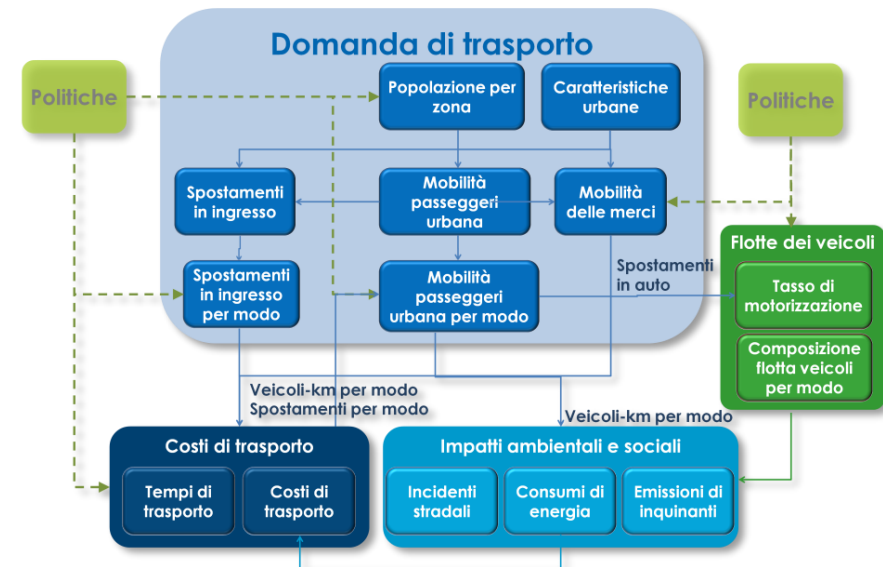 Domanda di trasporto
Politiche
Popolazione per
zona
Caratteristiche
urbane
Politiche
Spostamenti
in ingresso
Mobilità
passeggeri
urbana
Mobilità
delle merci
Flotte dei veicoli
Spostamenti
in ingresso
per modo
Mobilità
passeggeri
urbana per modo
Spostamenti
in auto
Tasso di
motorizzazione
Composizione
flotta veicoli
per modo
Veicoli-km per modo
Spostamenti per modo
Veicoli-km per modo
Costi di trasporto
Tempi di
trasporto
Costi di
trasporto
Impatti ambientali e sociali
Incidenti
stradali
Consumi di
energia
Emissioni di
inquinanti